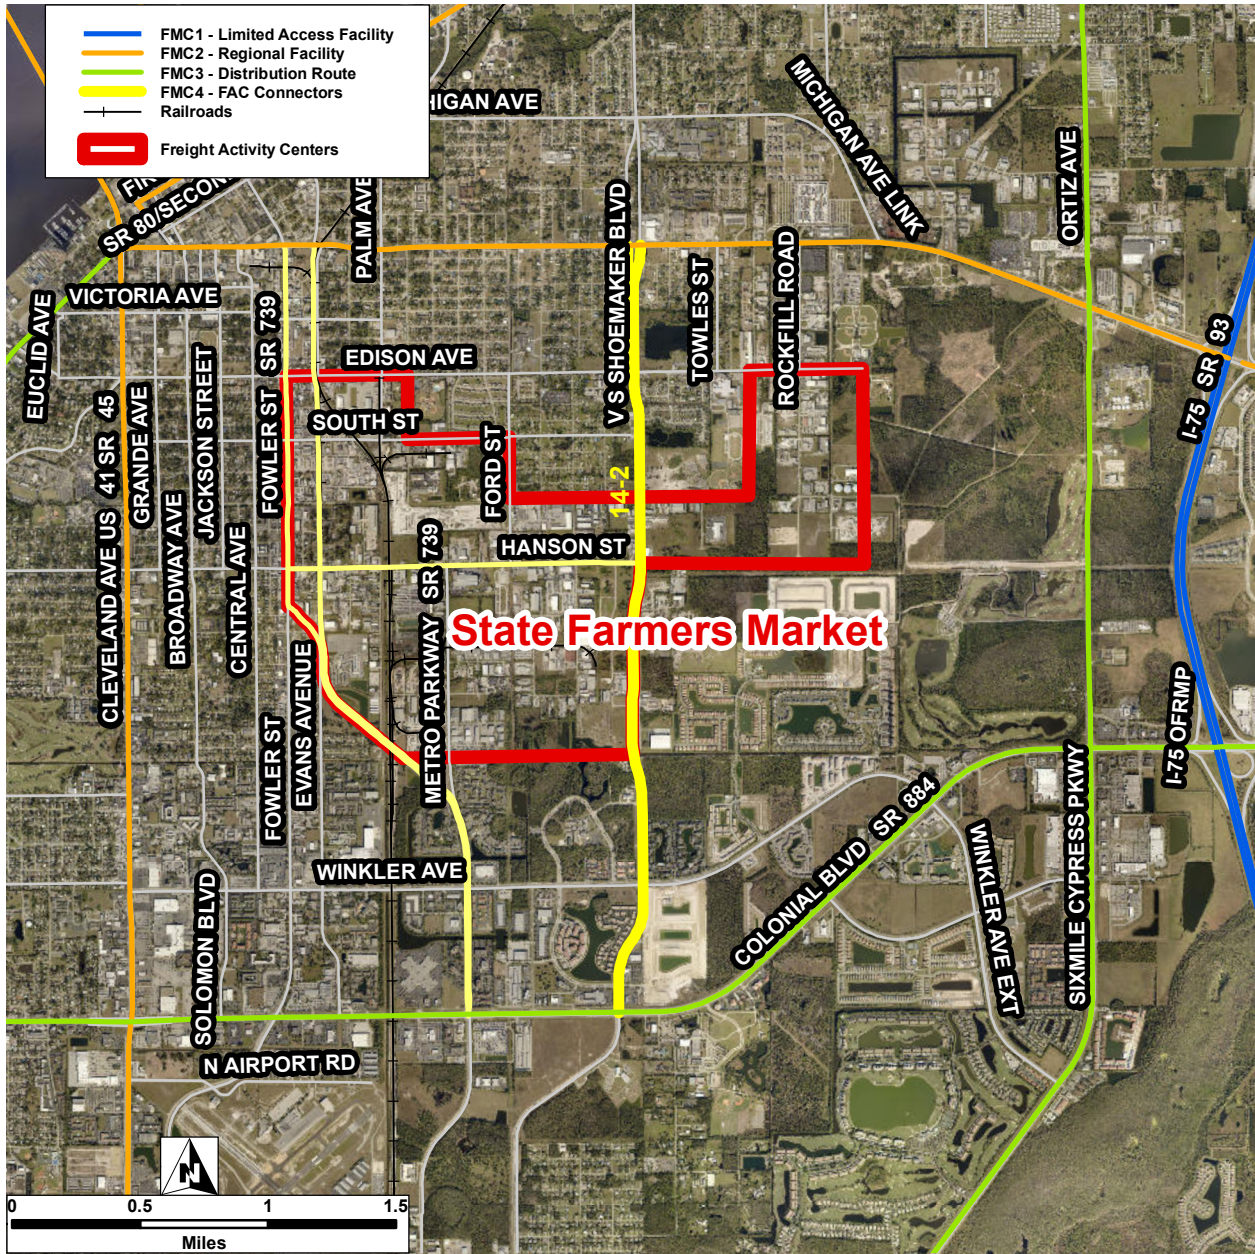 FMC1 - Limited Access Facility
FMC2 - Regional Facility
FMC3 - Distribution Route
FMC4 - FAC Connectors
Railroads
Freight Activity Centers
HIGAN AVE
MICHIGAN AVE LINK
ORTIZ AVE
FIR
SR 80/SECON
PALM AVE
V S SHOEMAKER BLVD
TOWLES ST
ROCKFILL ROAD
VICTORIA AVE
EUCLID AVE
FOWLER ST SR 739
EDISON AVE
I-75 SR 93
CLEVELAND AVE US 41 SR 45
GRANDE AVE
JACKSON STREET
SOUTH ST
FORD ST
14-2
BROADWAY AVE
CENTRAL AVE
HANSON ST
METRO PARKWAY SR 739
State Farmers Market
EVANS AVENUE
FOWLER ST
I-75 OFRMP
SIXMILE CYPRESS PKWY
COLONIAL BLVD SR 884
WINKLER AVE
WINKLER AVE EXT
SOLOMON BLVD
N AIRPORT RD
N
0 0.5 1 1.5
Miles